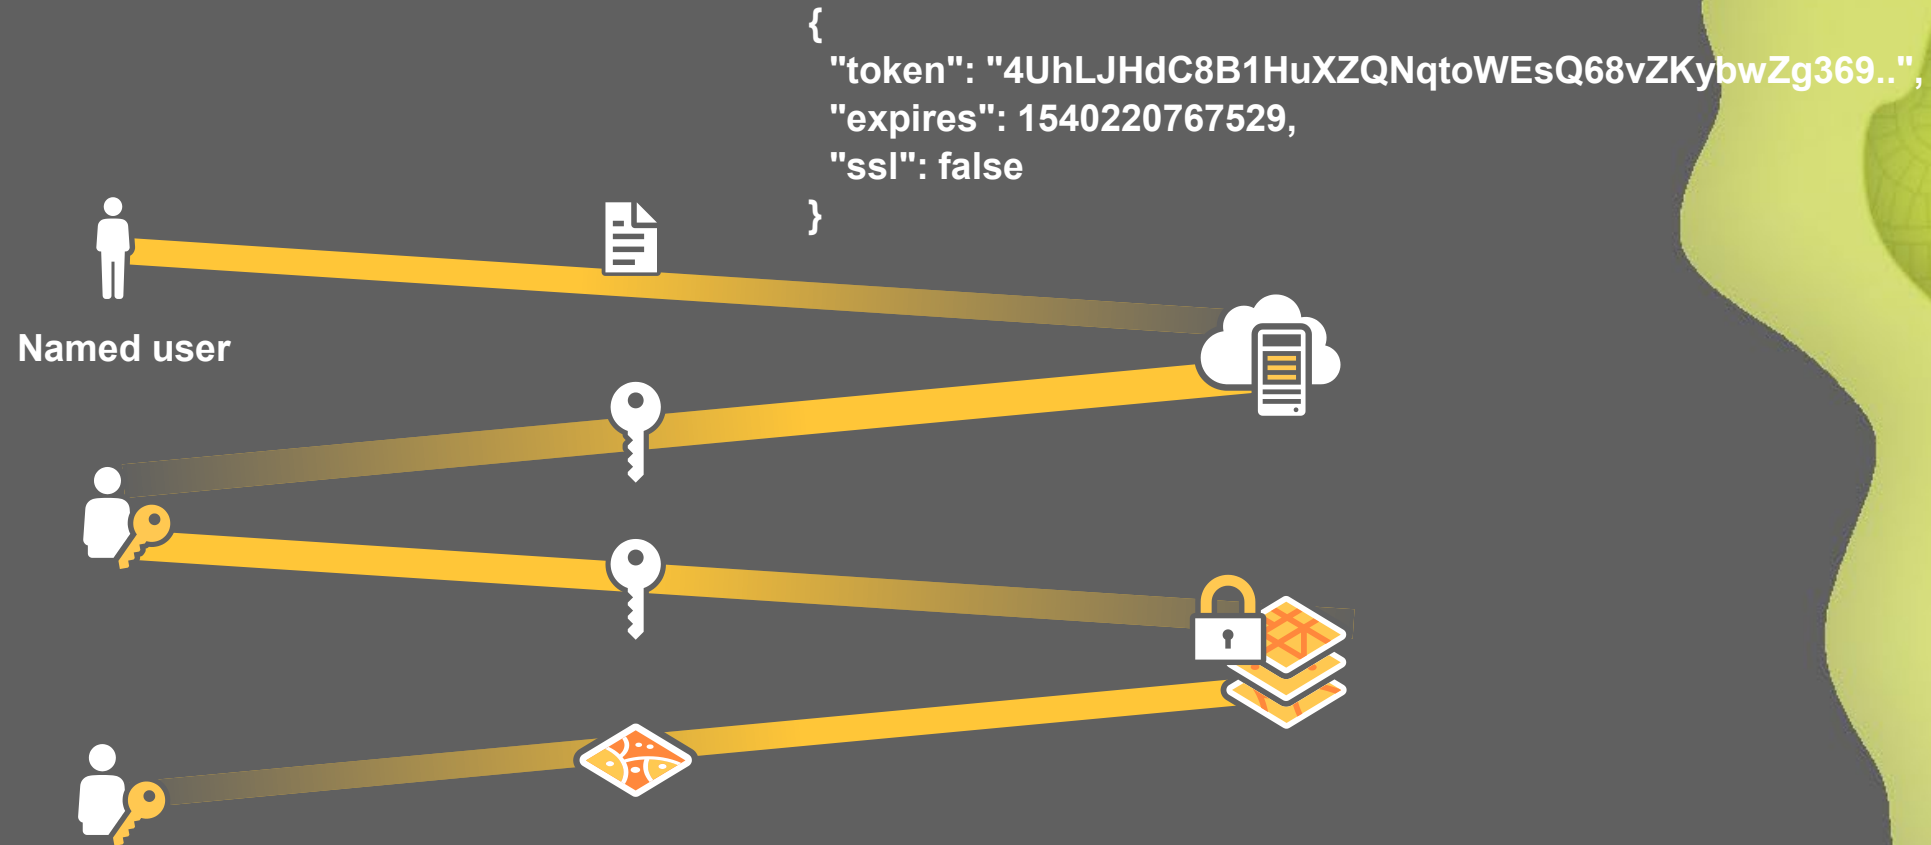 {
"token": "4UhLJHdC8B1HuXZQNqtoWEsQ68vZKybwZg369..",
"expires": 1540220767529,
"ssl": false
}
Named user